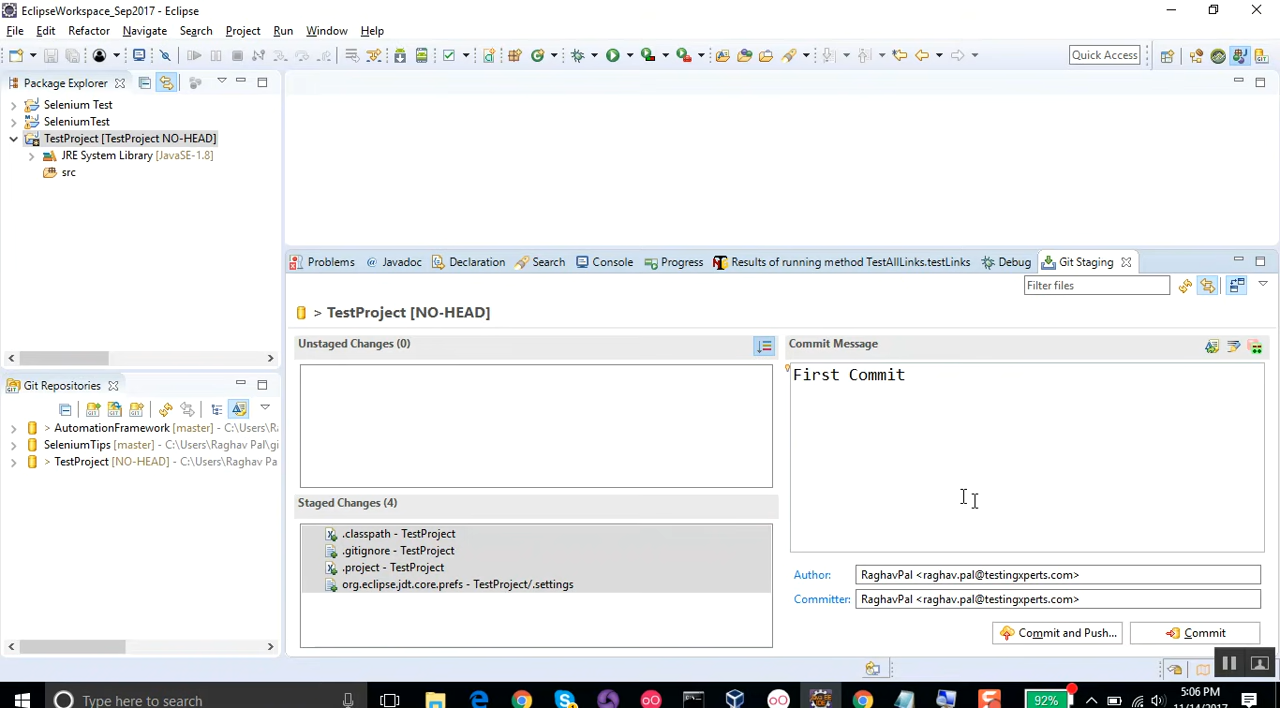 EclipseWorkspace_Sep2017 - Eclipse
File Edit Refactor Navigate Search Project Run Window Help
Quick Access
Package Explorer
Selenium Test
SeleniumTest
TestProject [TestProject NO-HEAD]
JRE System Library [JavaSE-1.8]
src
Problems @ Javadoc Declaration Search Console Progress Results of running method TestAllLinks.testLinks Debug Git Staging
Filter files
> TestProject [NO-HEAD]
Unstaged Changes (0)
Commit Message
First Commit
Git Repositories
> AutomationFramework [master] - C:\Users\Ra
SeleniumTips [master] - C:\Users\Raghav Pal\gi
> TestProject [NO-HEAD] - C:\Users\Raghav Pa
Staged Changes (4)
.classpath - TestProject
.gitignore - TestProject
.project - TestProject
org.eclipse.jdt.core.prefs - TestProject/.settings
Author: RaghavPal <raghav.pal@testingxperts.com>
Committer: RaghavPal <raghav.pal@testingxperts.com>
Commit and Push... Commit
Type here to search
92%
5:06 PM
11/14/2017